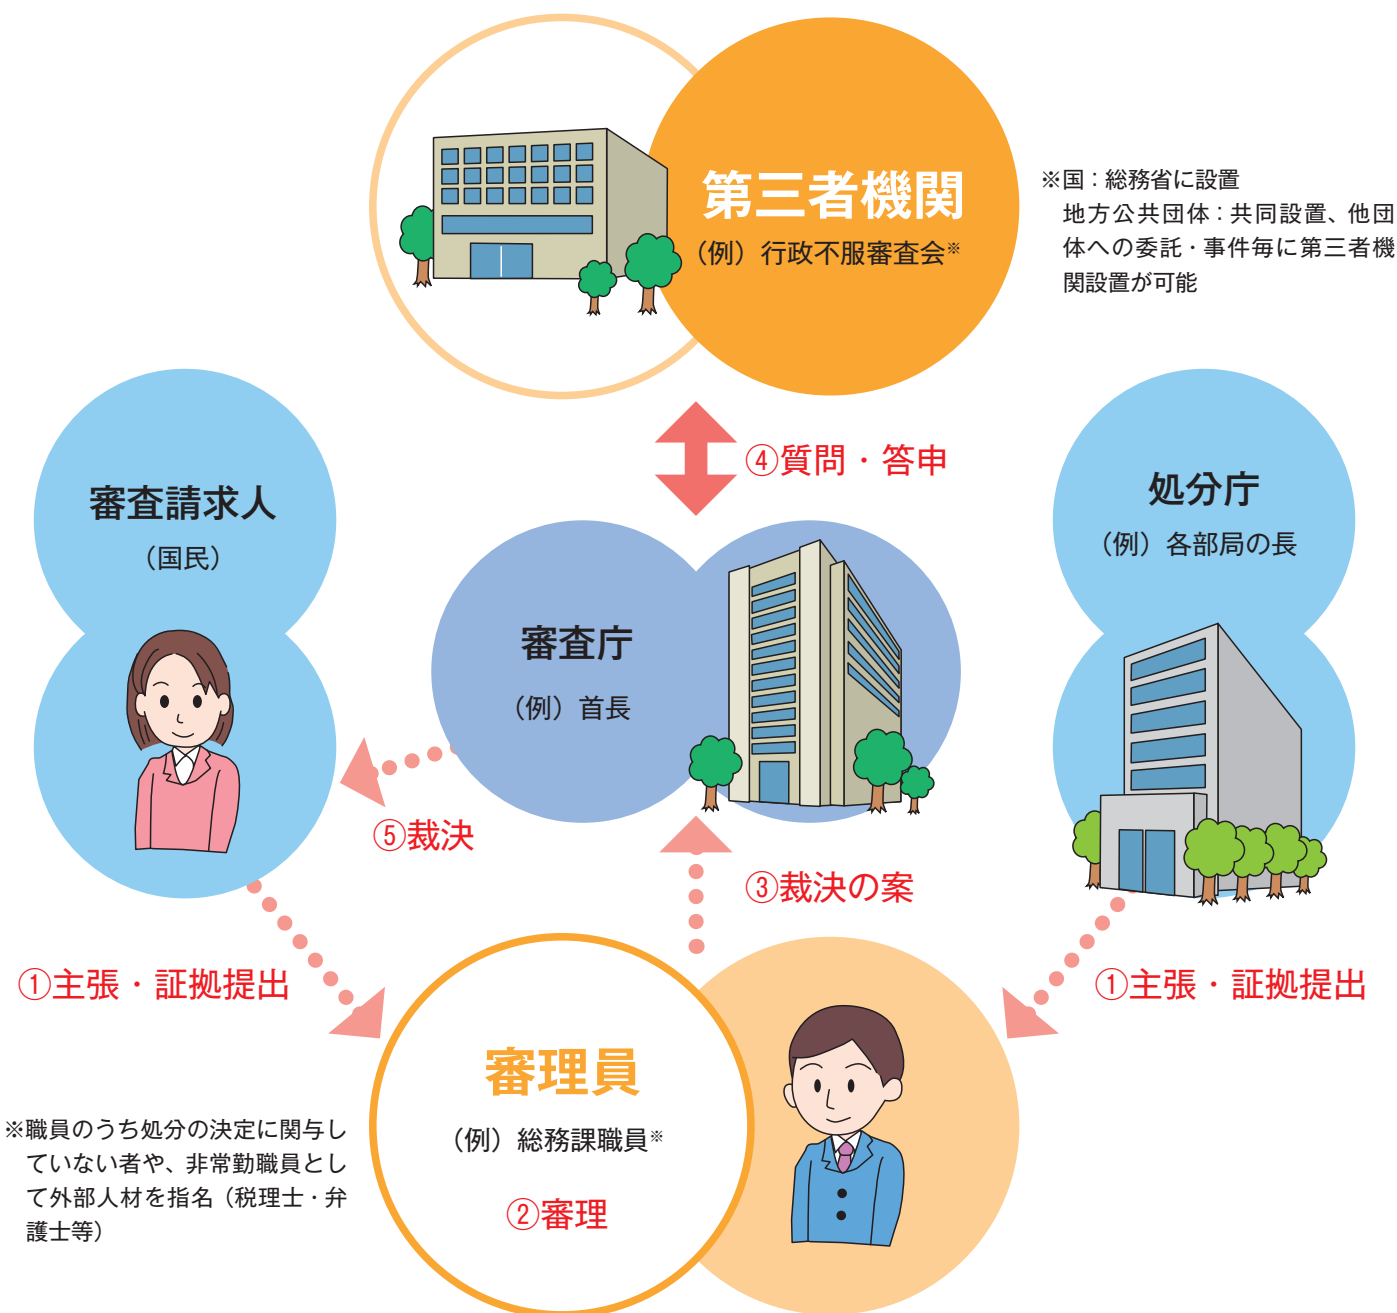 第三者機関
（例）行政不服審査会※
※国：総務省に設置
地方公共団体：共同設置、他団
体への委託・事件毎に第三者機
関設置が可能
④質問・答申
審査請求人
（国民）
処分庁
（例）各部局の長
審査庁
（例）首長
⑤裁決
③裁決の案
①主張・証拠提出
①主張・証拠提出
審理員
（例）総務課職員※
②審理
※職員のうち処分の決定に関与し
ていない者や、非常勤職員とし
て外部人材を指名（税理士・弁
護士等）